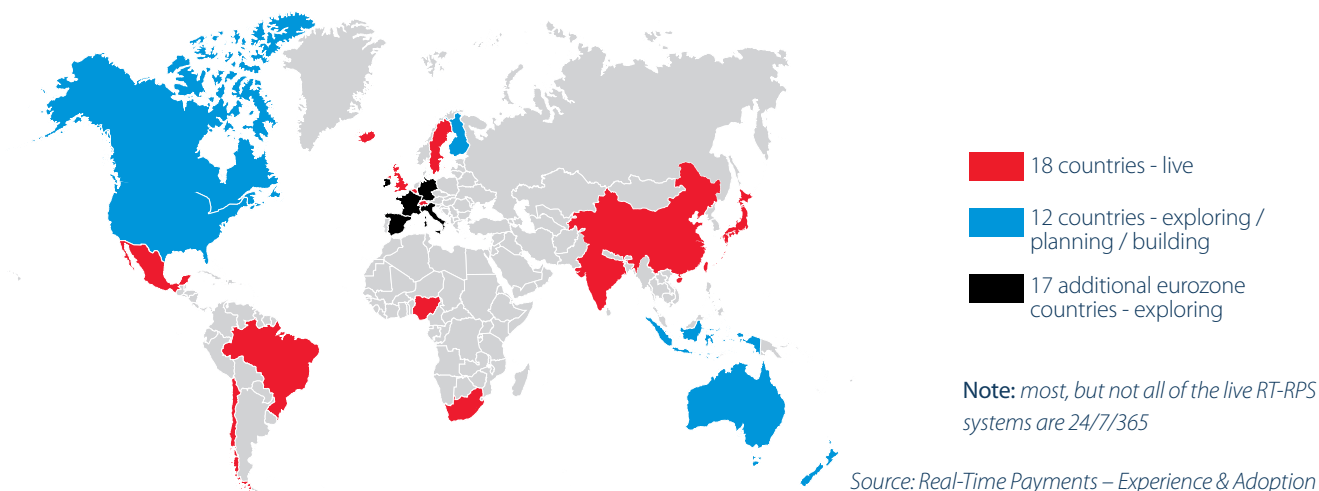 18 countries - live
12 countries - exploring /
planning / building
17 additional eurozone
countries - exploring
Note: most, but not all of the live RT-RPS
systems are 24/7/365
Source: Real-Time Payments – Experience & Adoption